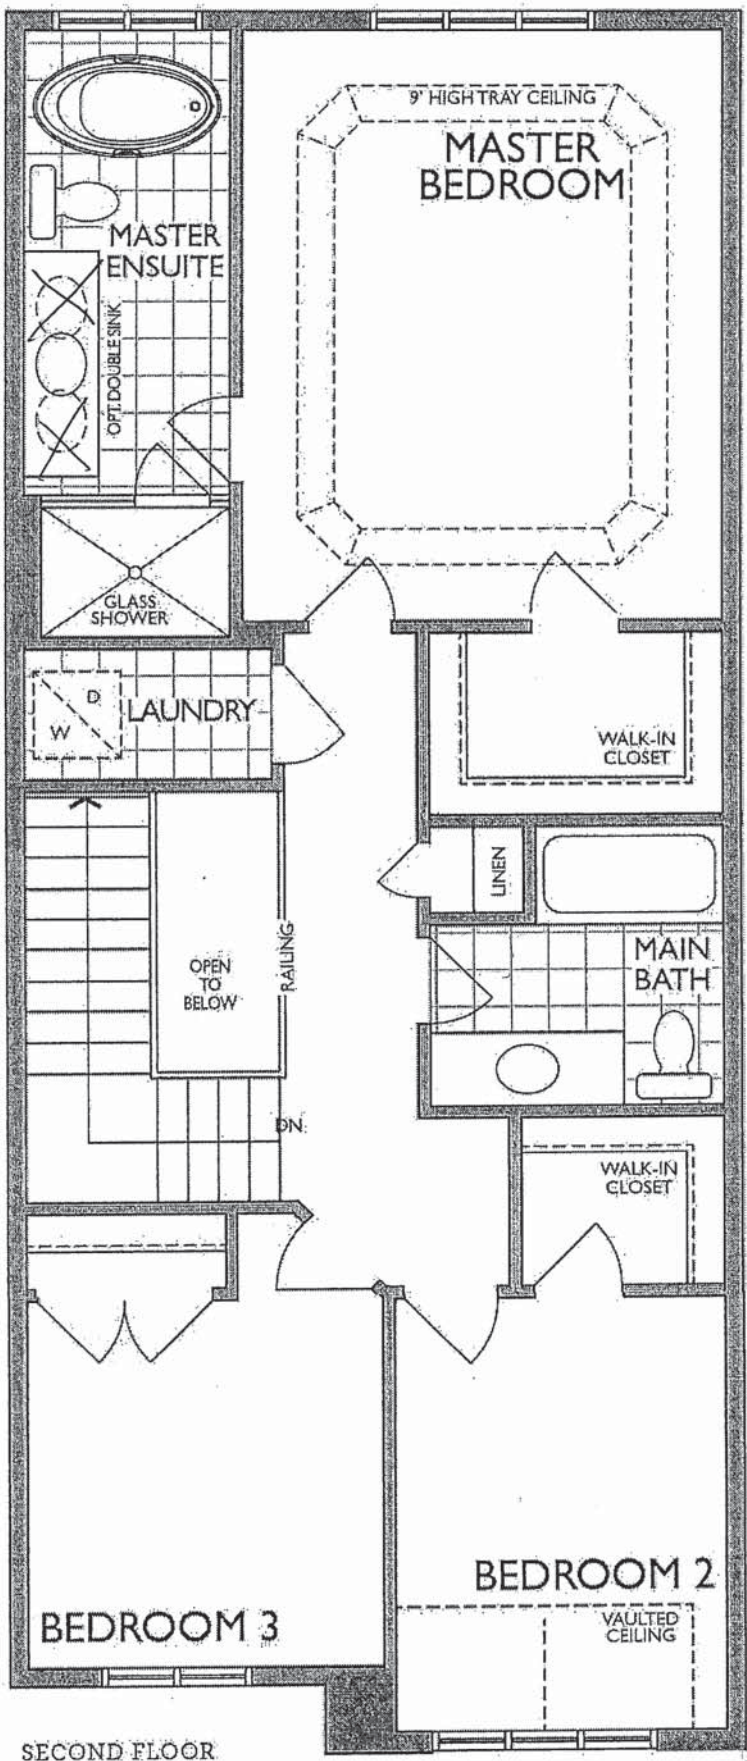 9' HIGH TRAY CEILING
MASTER
BEDROOM
MASTER
ENSUITE
OPT. DOUBLE SINK
GLASS
SHOWER
D
W
LAUNDRY
WALK-IN
CLOSET
LINEN
RAILING
OPEN
TO
BELOW
MAIN
BATH
DN
WALK-IN
CLOSET
BEDROOM 2
VAULTED
CEILING
BEDROOM 3
SECOND FLOOR